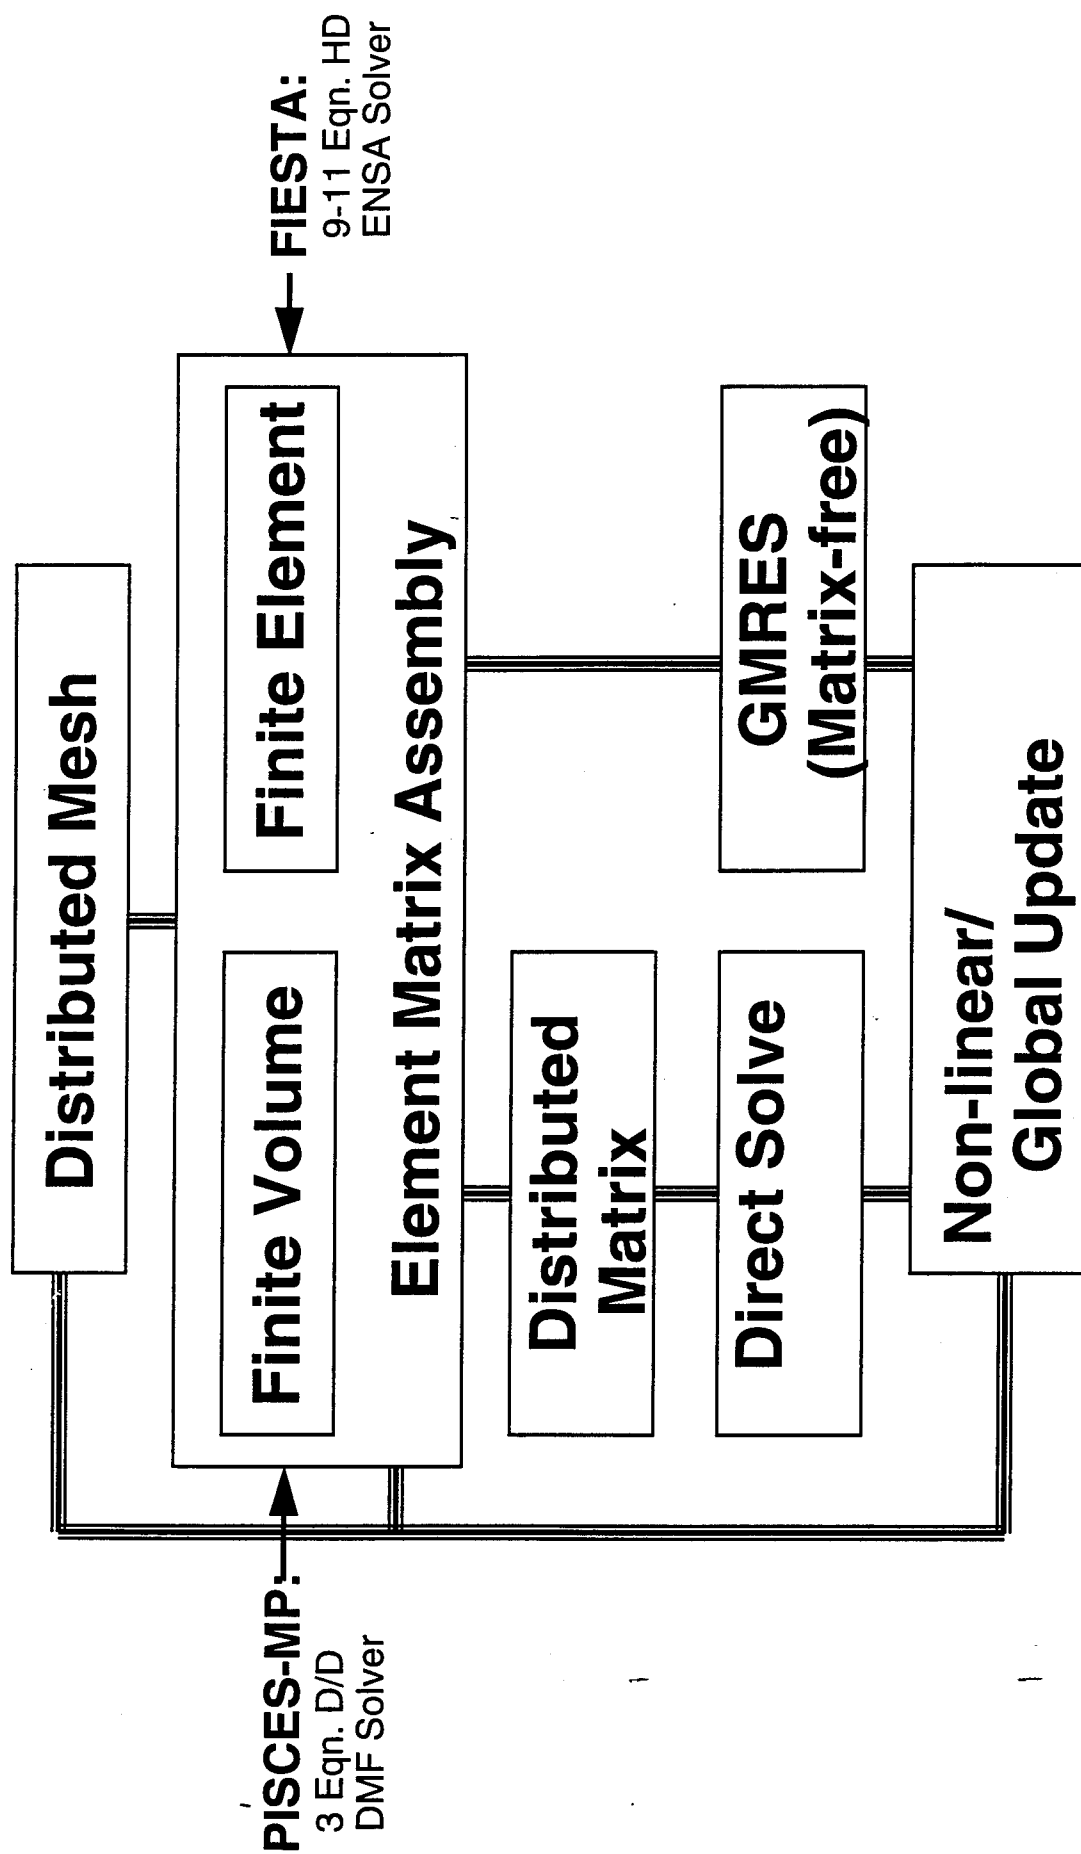 Distributed Mesh
PISCES-MP:
3 Eqn. D/D
DMF Solver
Finite Volume
Finite Element
Element Matrix Assembly
FIESTA:
9-11 Eqn. HD
ENSA Solver
Distributed
Matrix
Direct Solve
GMRES
(Matrix-free)
Non-linear/
Global Update